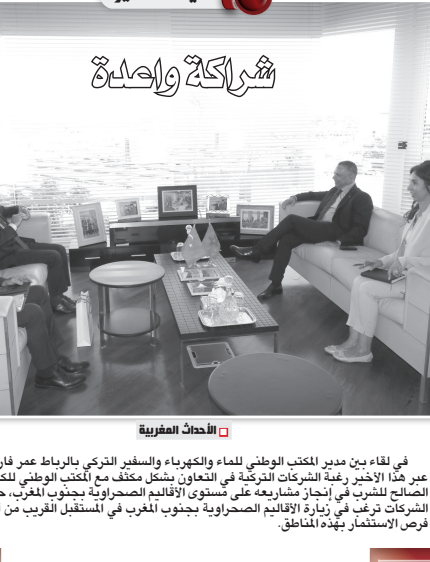 شراكة واعدة
الأحداث المغربية
في لقاء بين مدير المكتب الوطني للماء والكهرباء والسفير التركي بالرباط عمر فار
عبر هذا الأخير رغبة الشركات التركية في التعاون بشكل مكثف مع المكتب الوطني للك
الصالح للشرب في إنجاز مشاريعه على مستوى الأقاليم الصحراوية بجنوب المغرب، ح
الشركات ترغب في زيارة الأقاليم الصحراوية بجنوب المغرب في المستقبل القريب من أ
فرص الاستثمار بهذه المناطق.